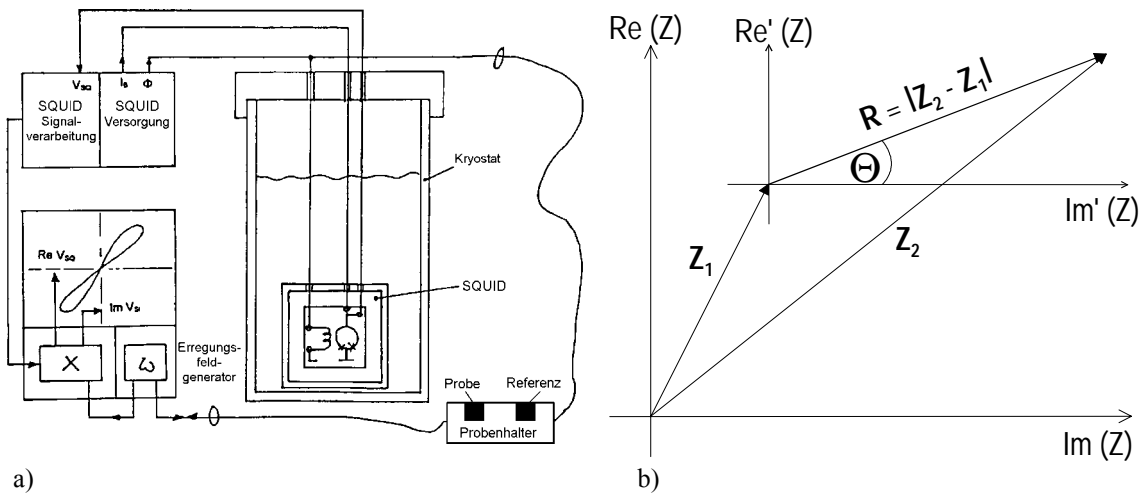 V_SQ
I_B
Φ
SQUID
Signal-
verarbeitung
SQUID
Versorgung
Kryostat
Re V_SQ
Im V_S
SQUID
X
ω
Erregungs-
feld-
generator
Probe
Referenz
Probenhalter
a)
Re (Z)
Re' (Z)
R = |Z₂ - Z₁|
Θ
Im' (Z)
Z₁
Z₂
Im (Z)
b)